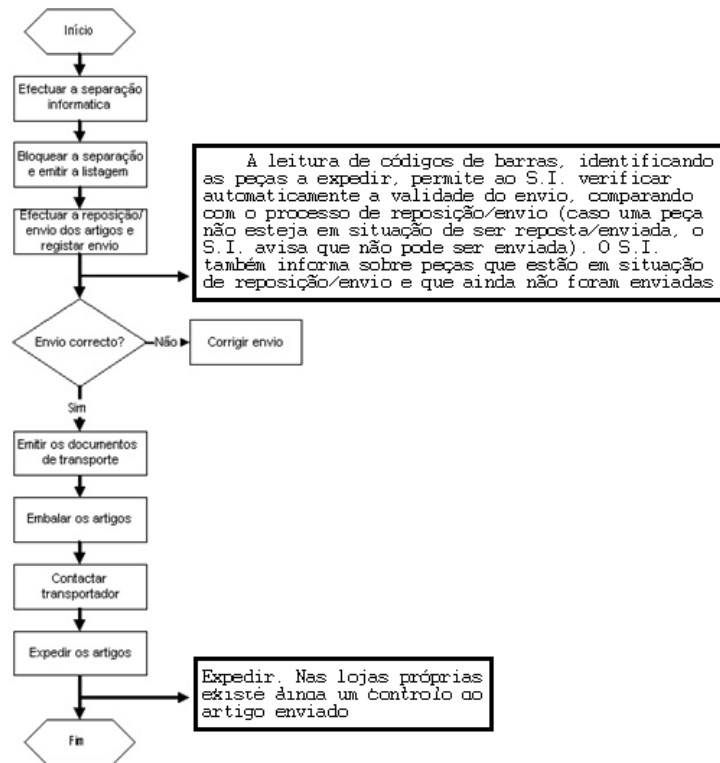 Início
Efectuar a separação
informatica
Bloquear a separação
e emitir a listagem
Efectuar a reposição/
envio dos artigos e
registar envio
A leitura de códigos de barras, identificando
as peças a expedir, permite ao S.I. verificar
automaticamente a validade do envio, comparando
com o processo de reposição/envio (caso uma peça
não esteja em situação de ser reposta/enviada, o
S.I. avisa que não pode ser enviada). O S.I.
também informa sobre peças que estão em situação
de reposição/envio e que ainda não foram enviadas
Envio correcto?
Não
Corrigir envio
Sim
Emitir os documentos
de transporte
Embalar os artigos
Contactar
transportador
Expedir os artigos
Expedir. Nas lojas próprias
existe ainda um controlo do
artigo enviado
Fim